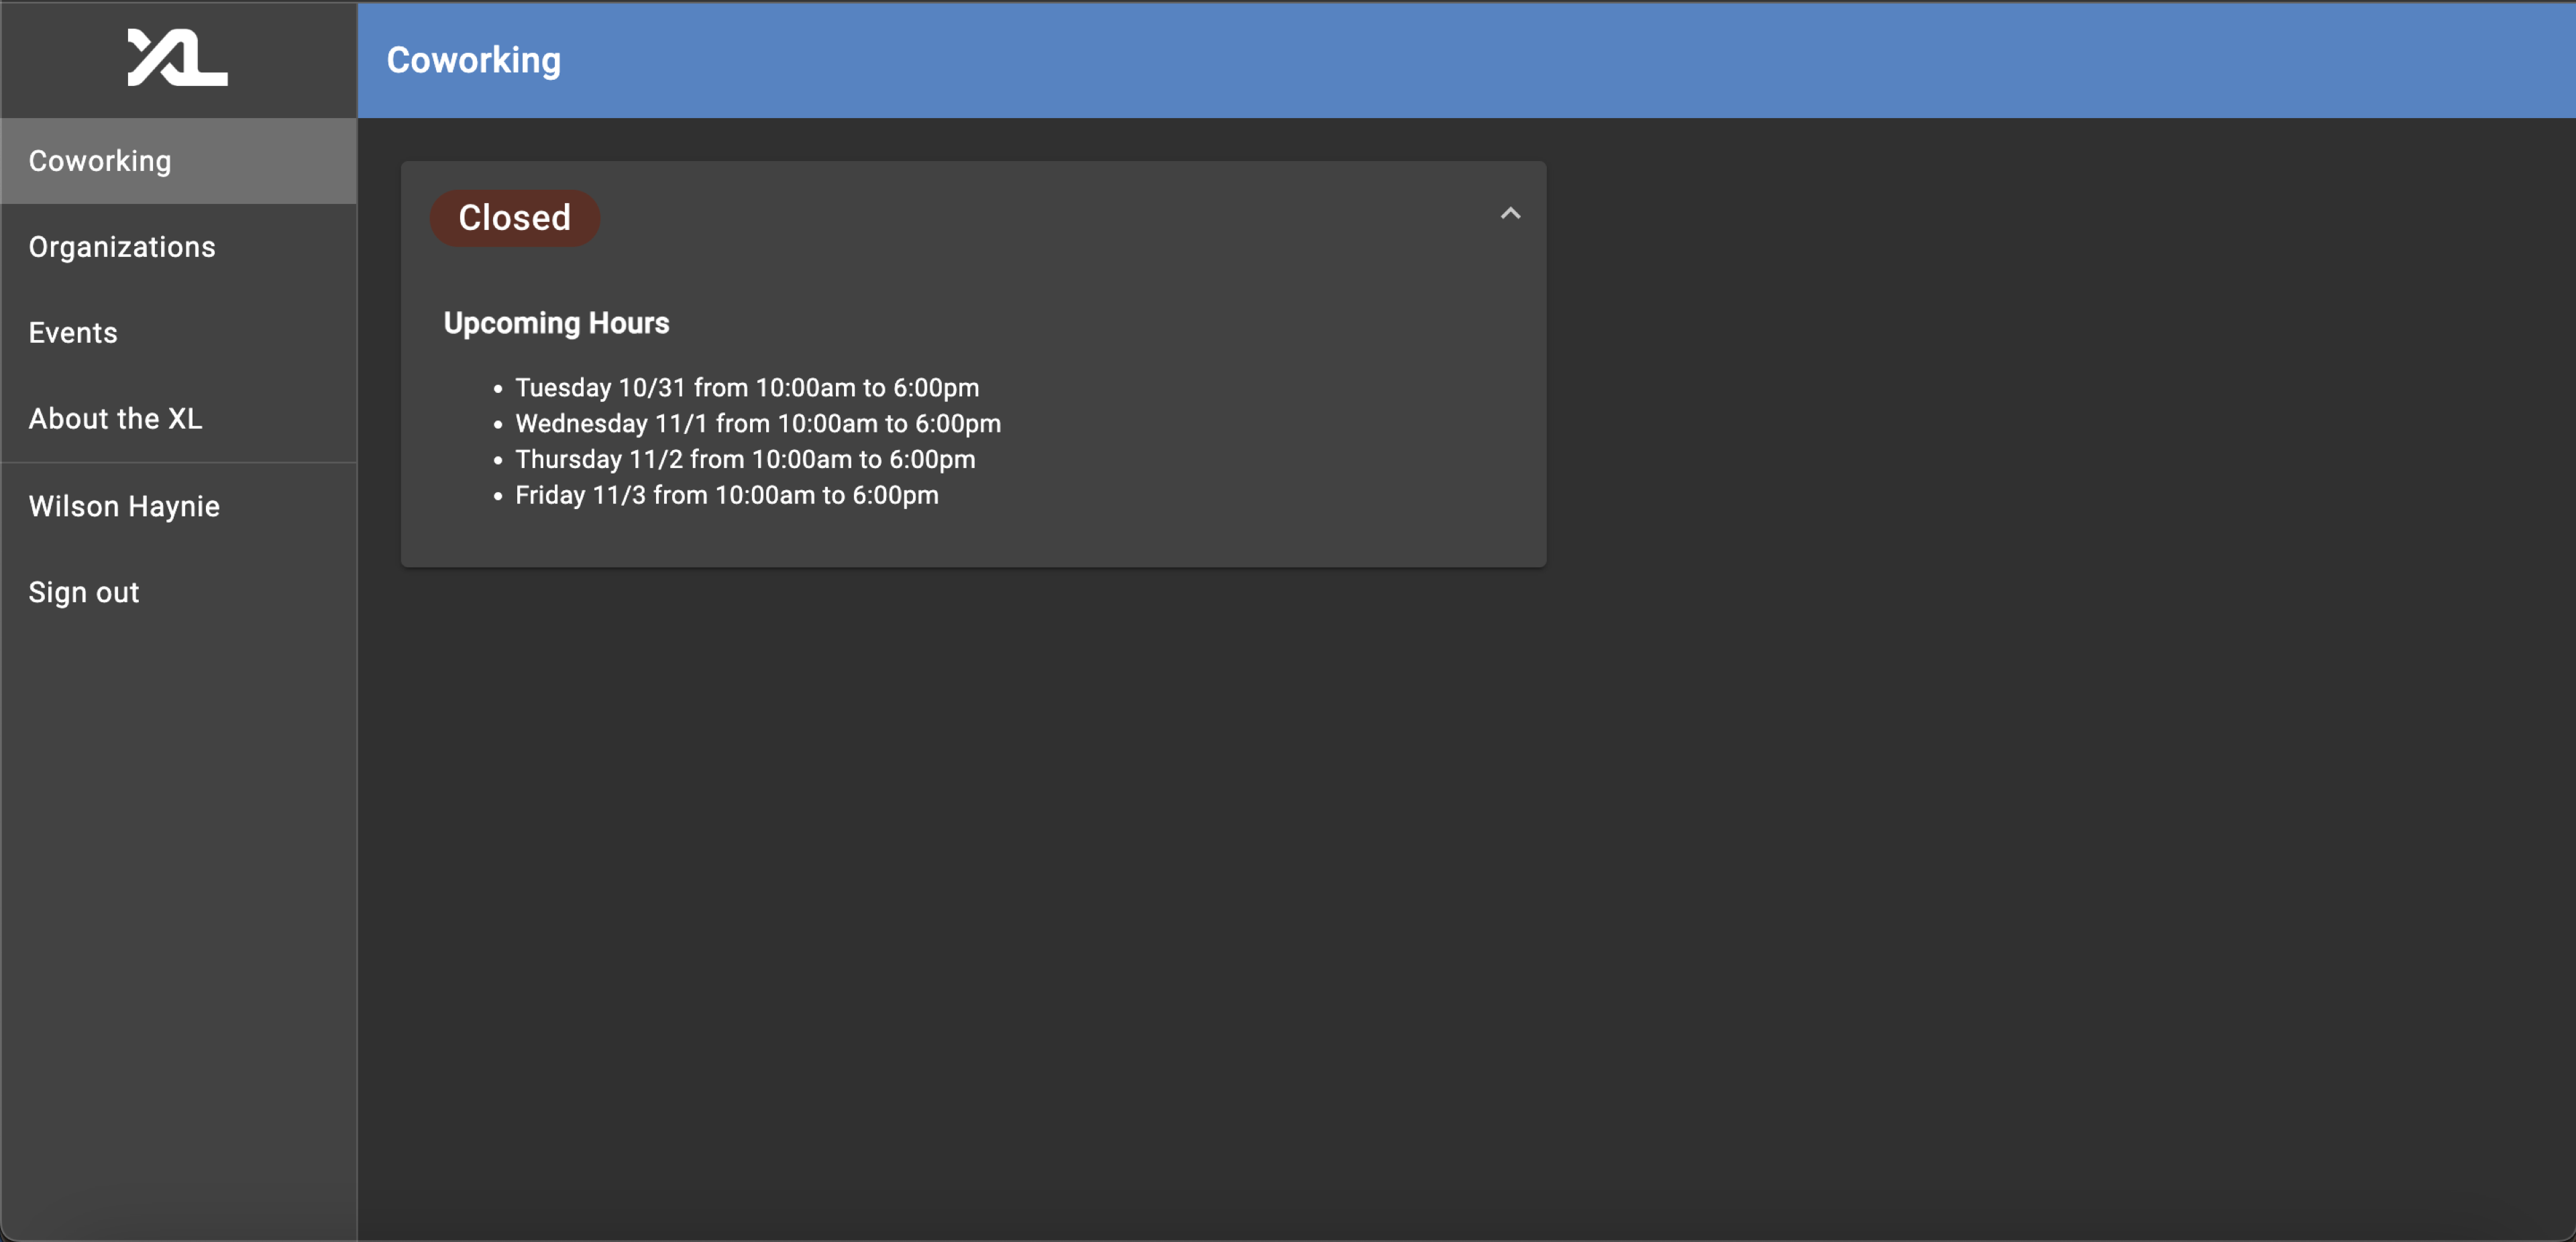 XL
Coworking
Coworking
Organizations
Events
About the XL
Wilson Haynie
Sign out
Closed
Upcoming Hours
Tuesday 10/31 from 10:00am to 6:00pm
Wednesday 11/1 from 10:00am to 6:00pm
Thursday 11/2 from 10:00am to 6:00pm
Friday 11/3 from 10:00am to 6:00pm